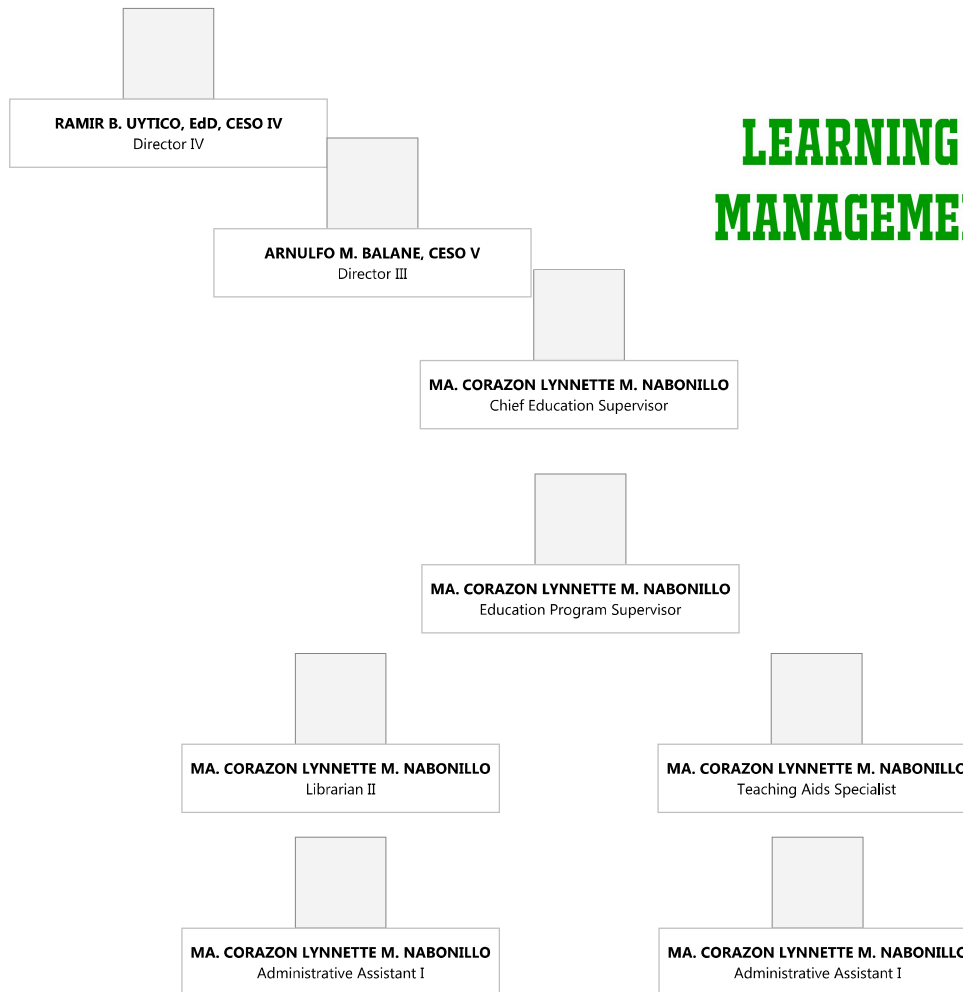 RAMIR B. UYTICO, EdD, CESO IV
Director IV
LEARNING
MANAGEME
ARNULFO M. BALANE, CESO V
Director III
MA. CORAZON LYNNETTE M. NABONILLO
Chief Education Supervisor
MA. CORAZON LYNNETTE M. NABONILLO
Education Program Supervisor
MA. CORAZON LYNNETTE M. NABONILLO
Librarian II
MA. CORAZON LYNNETTE M. NABONILLO
Teaching Aids Specialist
MA. CORAZON LYNNETTE M. NABONILLO
Administrative Assistant I
MA. CORAZON LYNNETTE M. NABONILLO
Administrative Assistant I